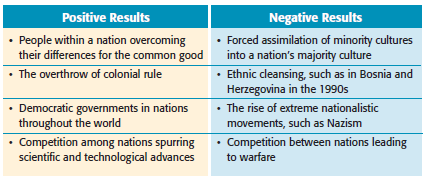 Positive Results
Negative Results
• People within a nation overcoming
their differences for the common good
• Forced assimilation of minority cultures
into a nation's majority culture
• The overthrow of colonial rule
• Ethnic cleansing, such as in Bosnia and
Herzegovina in the 1990s
• Democratic governments in nations
throughout the world
• The rise of extreme nationalistic
movements, such as Nazism
• Competition among nations spurring
scientific and technological advances
• Competition between nations leading
to warfare